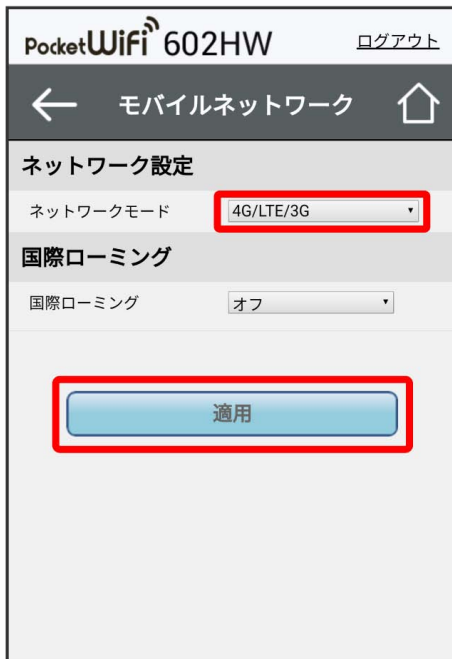 PocketWiFi 602HW ログアウト
モバイルネットワーク
ネットワーク設定
ネットワークモード 4G/LTE/3G
国際ローミング
国際ローミング オフ
適用